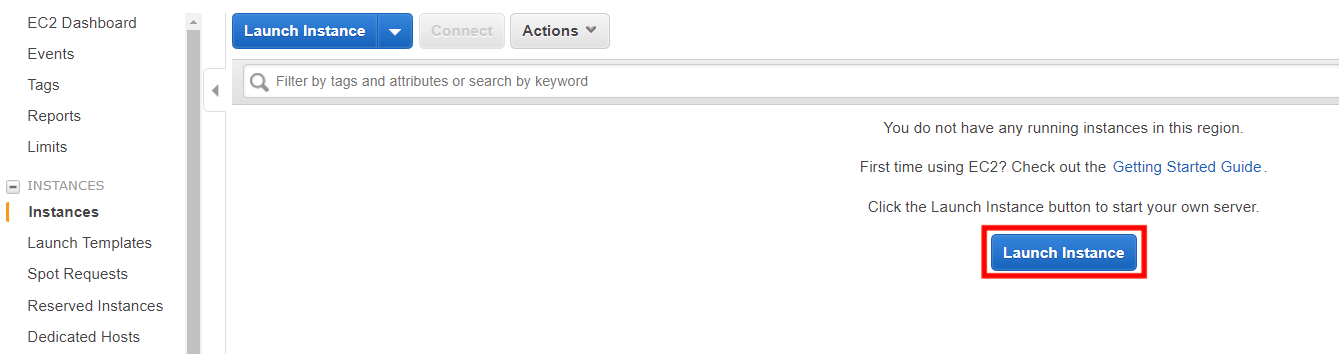 EC2 Dashboard
Events
Tags
Reports
Limits
INSTANCES
Instances
Launch Templates
Spot Requests
Reserved Instances
Dedicated Hosts
Launch Instance
Connect
Actions
Filter by tags and attributes or search by keyword
You do not have any running instances in this region.
First time using EC2? Check out the Getting Started Guide.
Click the Launch Instance button to start your own server.
Launch Instance